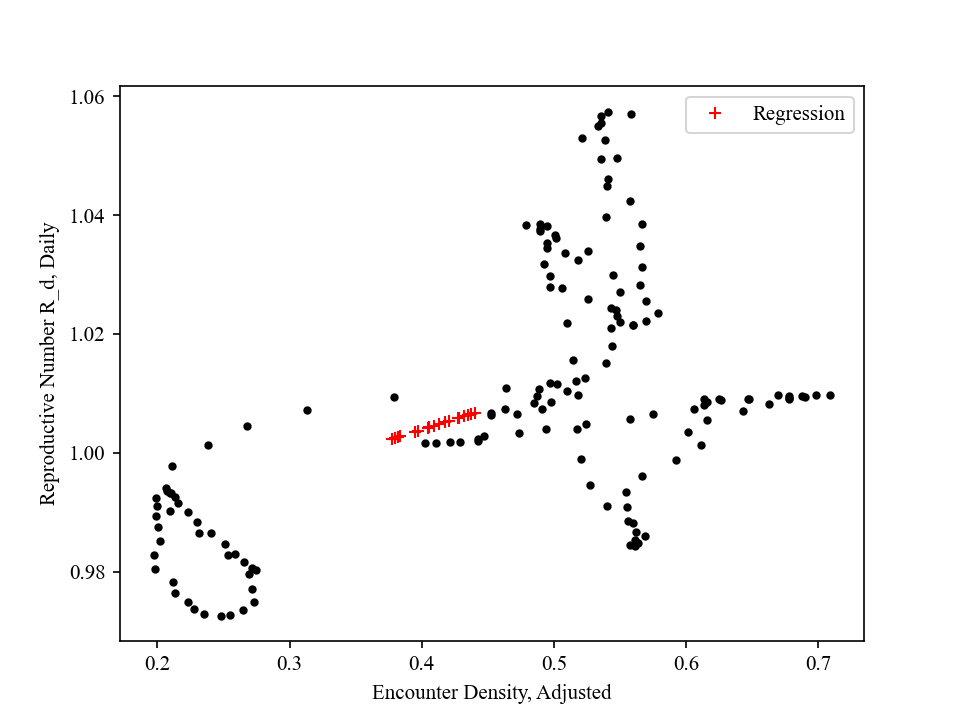 1.06
1.04
1.02
1.00
0.98
Reproductive Number R_d, Daily
Regression
0.2 0.3 0.4 0.5 0.6 0.7
Encounter Density, Adjusted